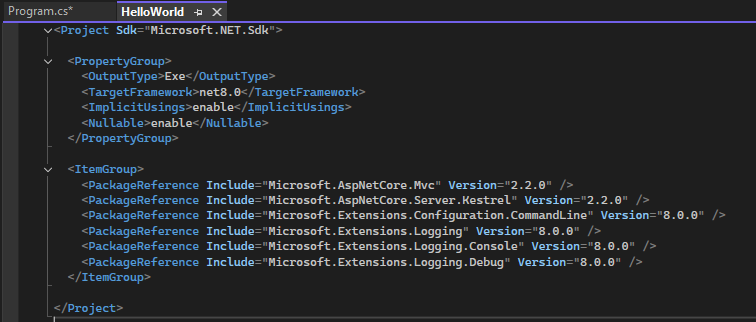 Program.cs*
HelloWorld
<Project Sdk="Microsoft.NET.Sdk">
<PropertyGroup>
<OutputType>Exe</OutputType>
<TargetFramework>net8.0</TargetFramework>
<ImplicitUsings>enable</ImplicitUsings>
<Nullable>enable</Nullable>
</PropertyGroup>
<ItemGroup>
<PackageReference Include="Microsoft.AspNetCore.Mvc" Version="2.2.0" />
<PackageReference Include="Microsoft.AspNetCore.Server.Kestrel" Version="2.2.0" />
<PackageReference Include="Microsoft.Extensions.Configuration.CommandLine" Version="8.0.0" />
<PackageReference Include="Microsoft.Extensions.Logging" Version="8.0.0" />
<PackageReference Include="Microsoft.Extensions.Logging.Console" Version="8.0.0" />
<PackageReference Include="Microsoft.Extensions.Logging.Debug" Version="8.0.0" />
</ItemGroup>
</Project>